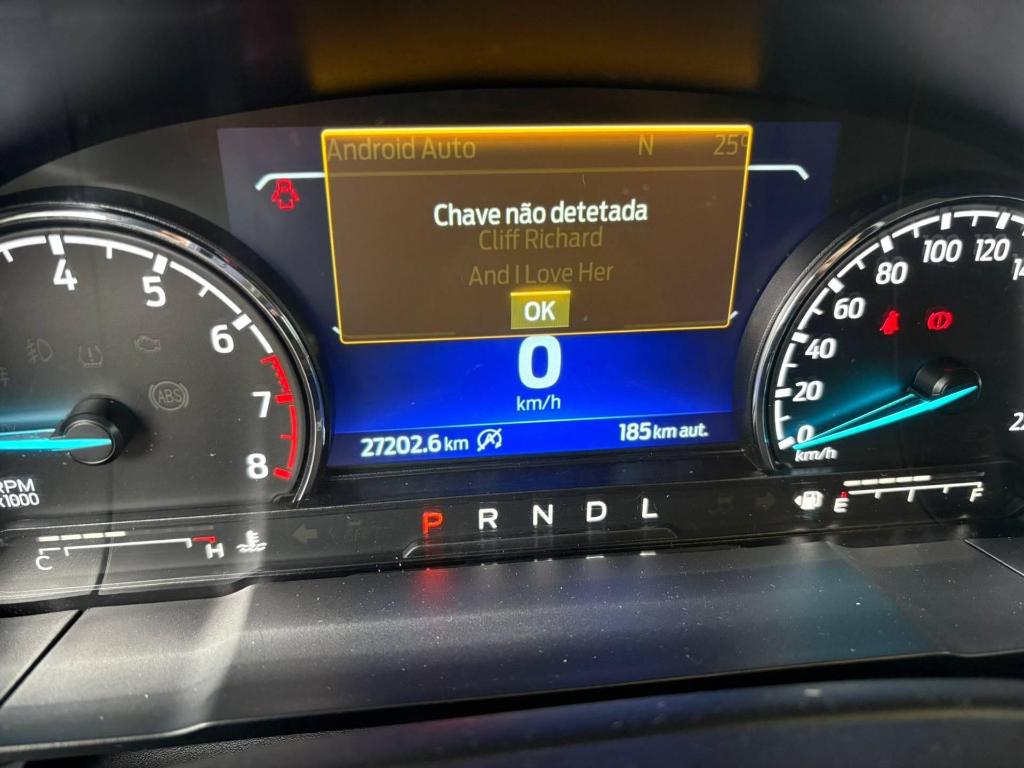 Android Auto N 25°
Chave não detetada
Cliff Richard
And I Love Her
OK
0
km/h
27202.6 km
185 km aut.
4
5
6
7
8
RPM
x1000
ABS
0
20
40
60
80
100
120
km/h
P R N D L
C H
E F